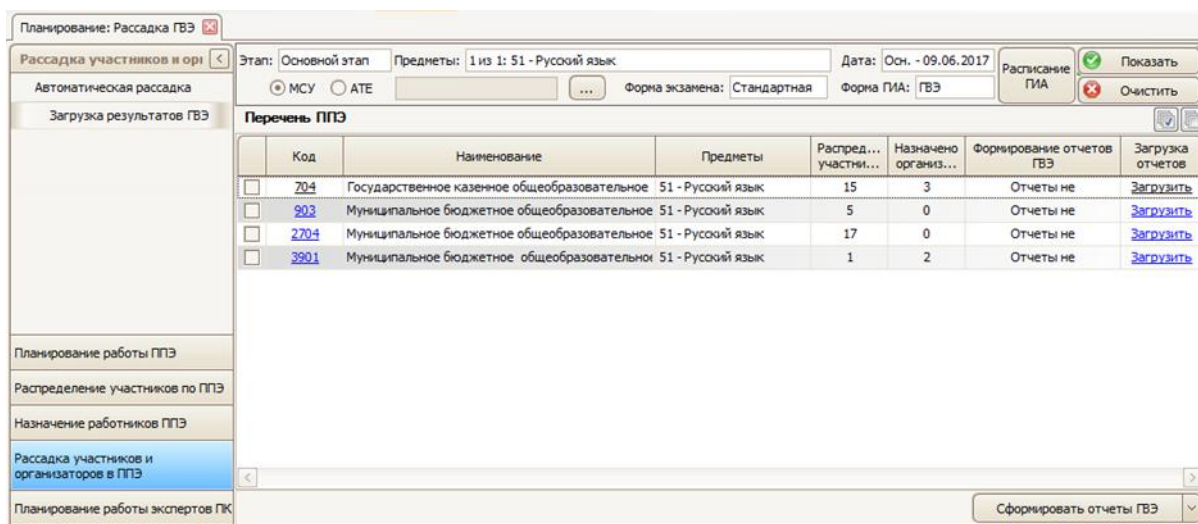 Планирование: Рассадка ГВЭ
Рассадка участников и орг
Автоматическая рассадка
Загрузка результатов ГВЭ
Этап: Основной этап Предметы: 1 из 1: 51 - Русский язык Дата: Осн. - 09.06.2017
МСУ АТЕ ... Форма экзамена: Стандартная Форма ГИА: ГВЭ
Расписание ГИА
Показать
Очистить
Перечень ППЭ
Код Наименование Предметы Распред... участни... Назначено организ... Формирование отчетов ГВЭ Загрузка отчетов
704 Государственное казенное общеобразовательное 51 - Русский язык 15 3 Отчеты не Загрузить
903 Муниципальное бюджетное общеобразовательное 51 - Русский язык 5 0 Отчеты не Загрузить
2704 Муниципальное бюджетное общеобразовательное 51 - Русский язык 17 0 Отчеты не Загрузить
3901 Муниципальное бюджетное общеобразовательное 51 - Русский язык 1 2 Отчеты не Загрузить
Планирование работы ППЭ
Распределение участников по ППЭ
Назначение работников ППЭ
Рассадка участников и
организаторов в ППЭ
Планирование работы экспертов ПК
Сформировать отчеты ГВЭ